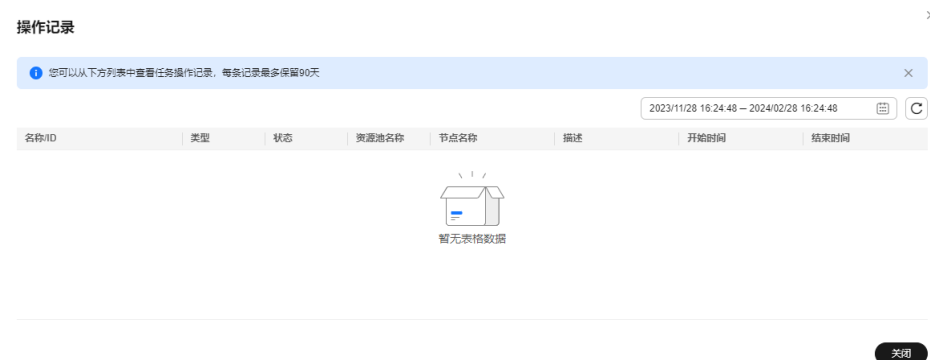 操作记录
您可以从下方列表中查看任务操作记录，每条记录最多保留90天
2023/11/28 16:24:48 — 2024/02/28 16:24:48
名称/ID 类型 状态 资源池名称 节点名称 描述 开始时间 结束时间
暂无表格数据
关闭